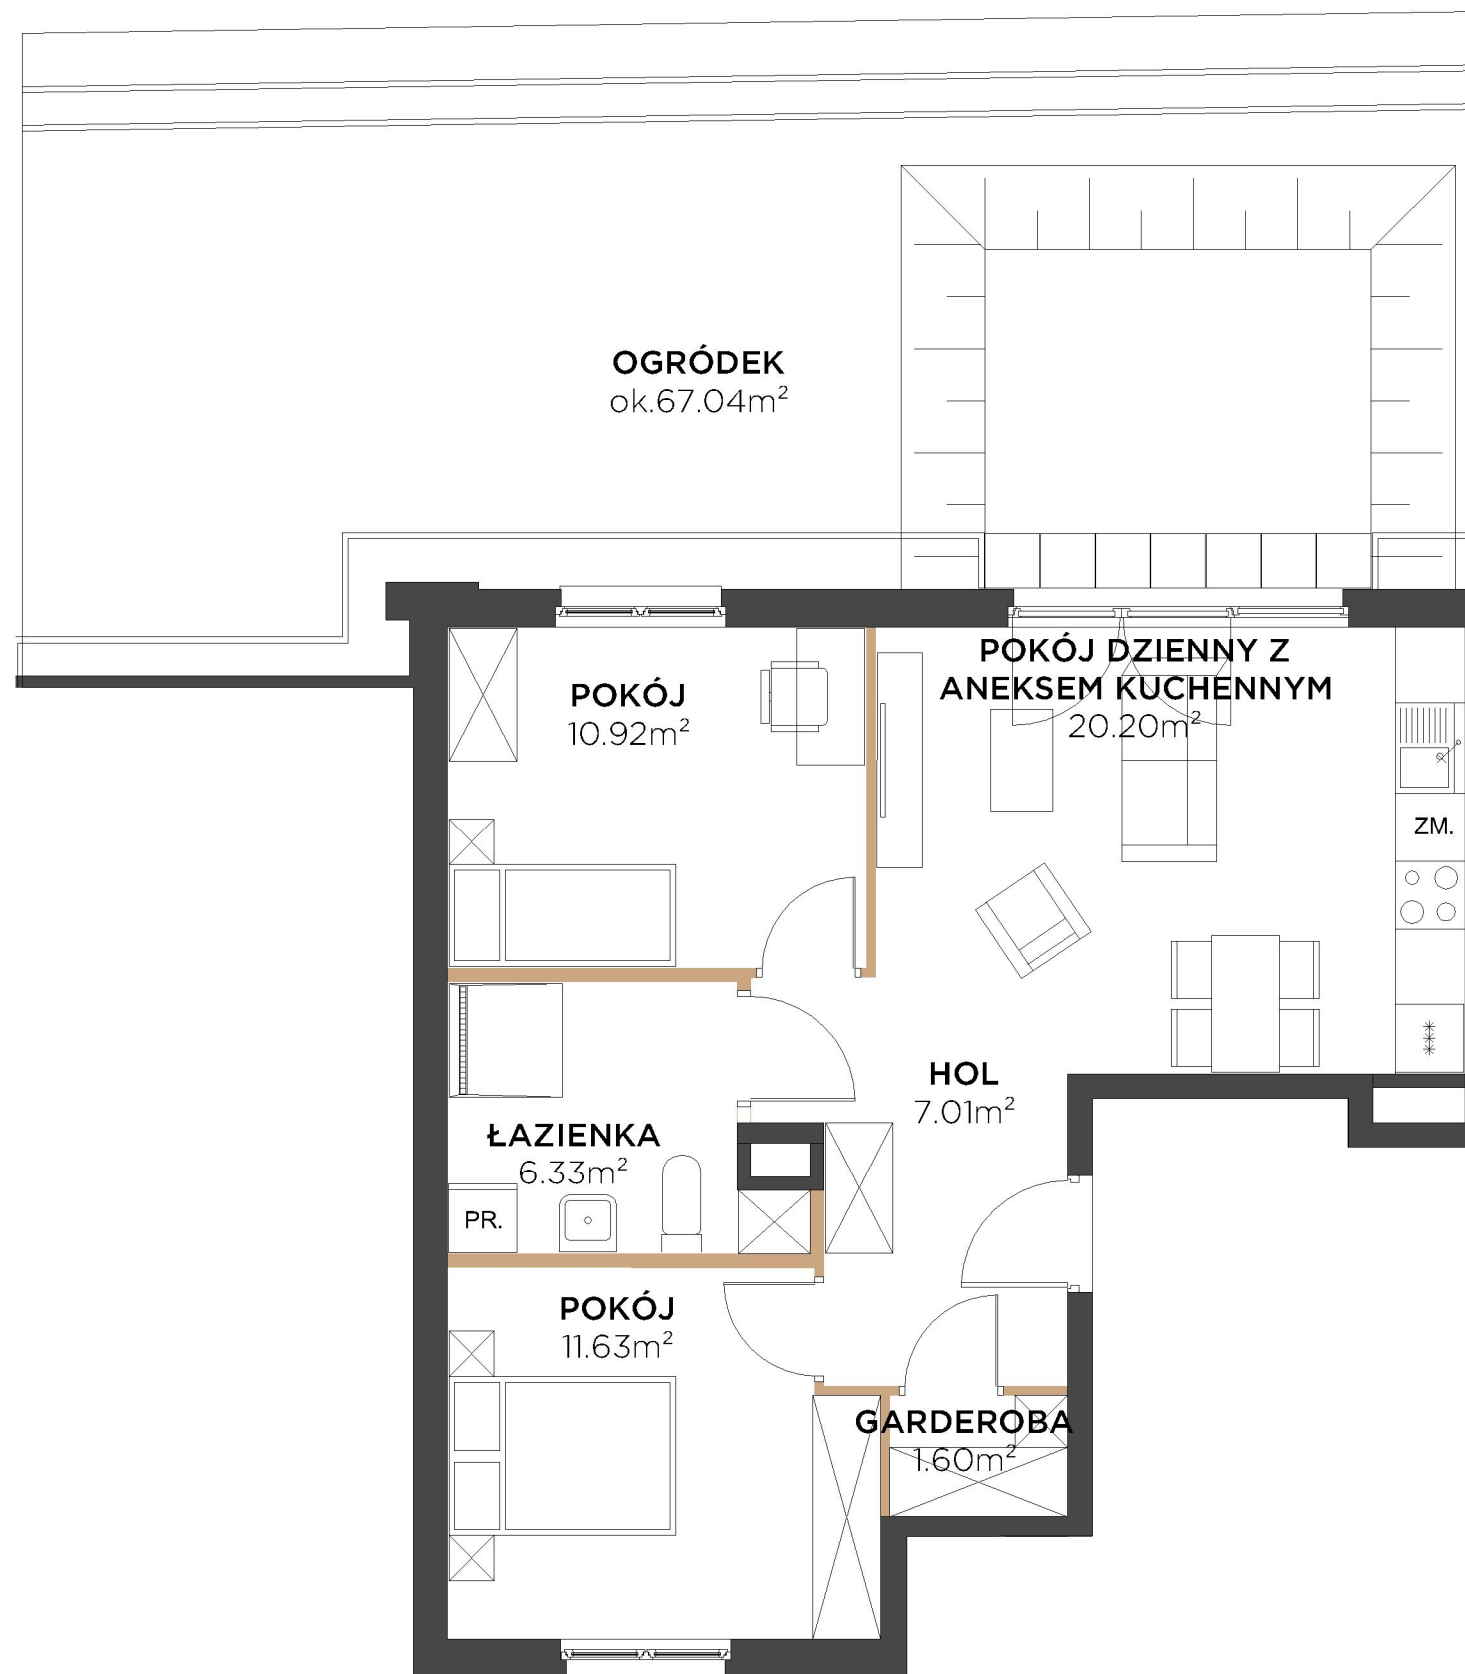 OGRÓDEK
ok.67.04m²
POKÓJ DZIENNY Z
ANEKSEM KUCHENNYM
20.20m²
POKÓJ
10.92m²
ZM.
HOL
7.01m²
ŁAZIENKA
6.33m²
PR.
POKÓJ
11.63m²
GARDEROBA
1.60m²